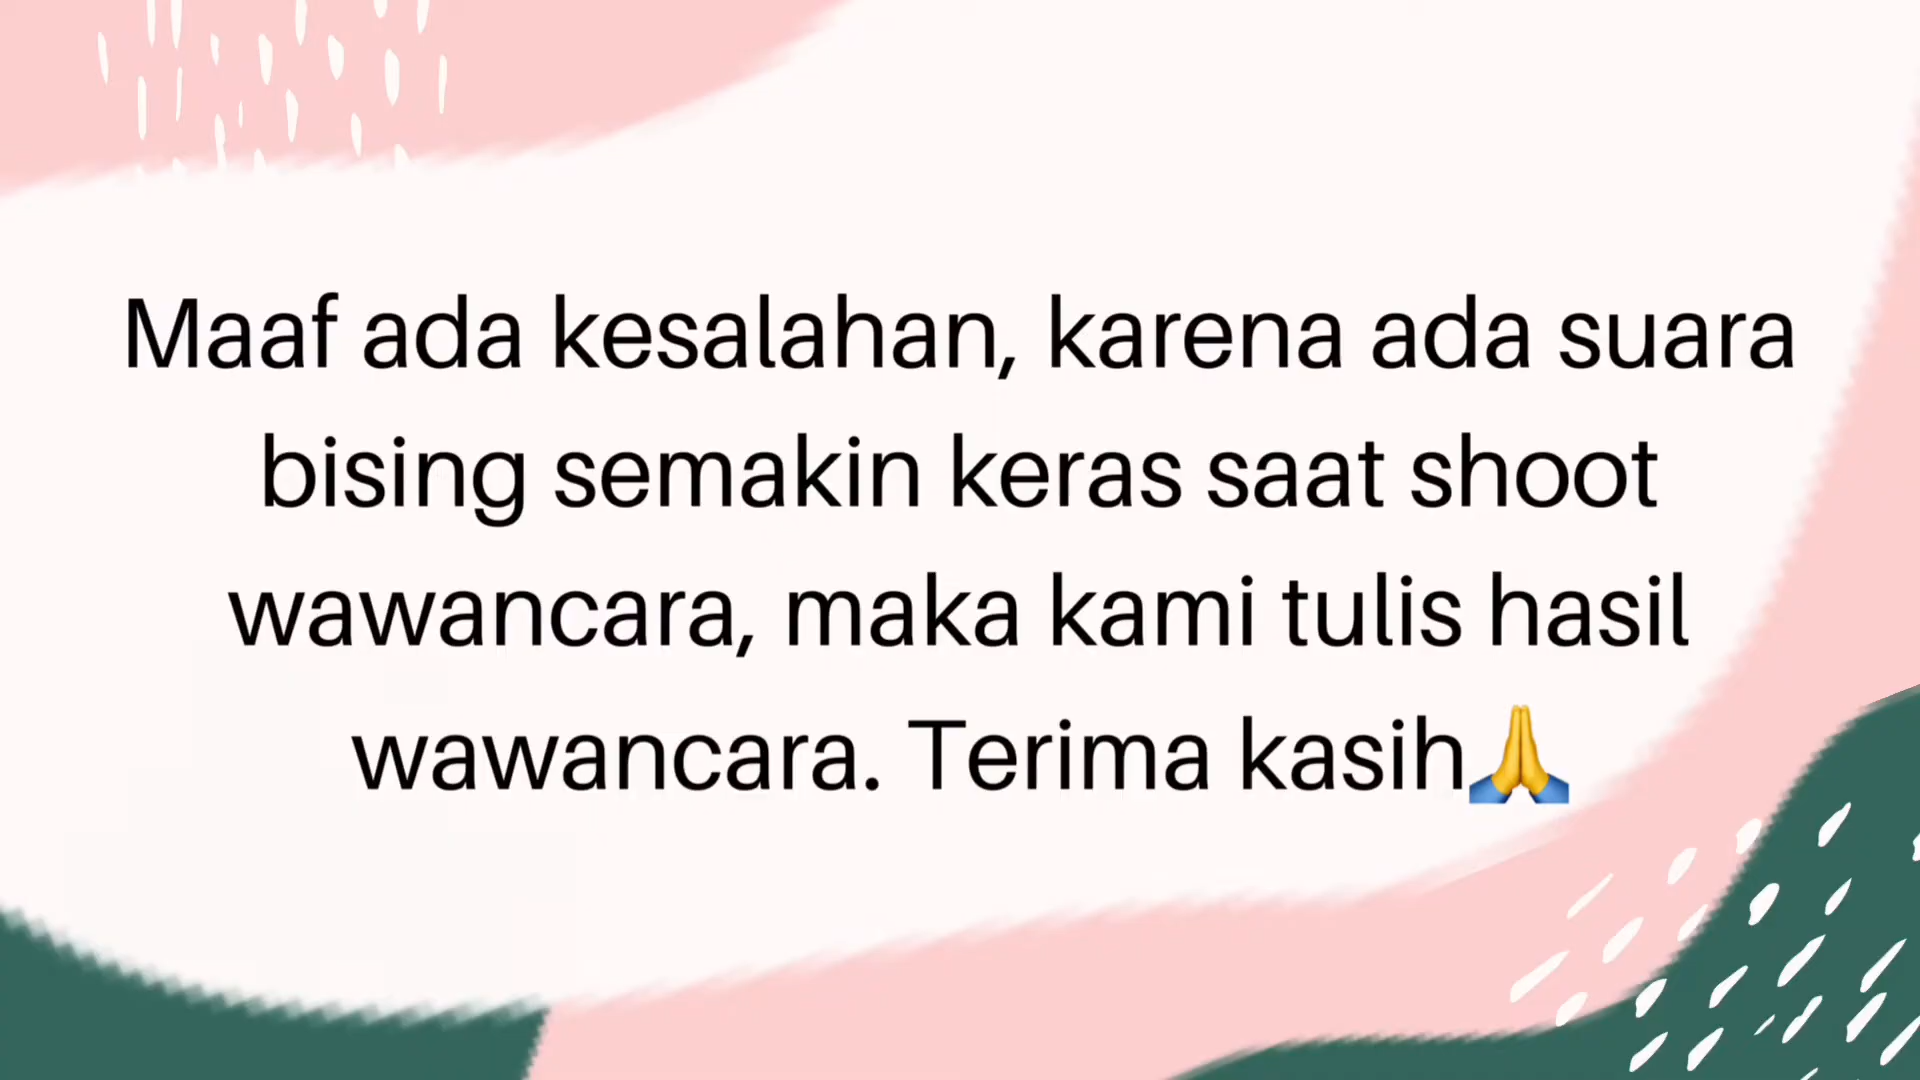 Maaf ada kesalahan, karena ada suara
bising semakin keras saat shoot
wawancara, maka kami tulis hasil
wawancara. Terima kasih🙏